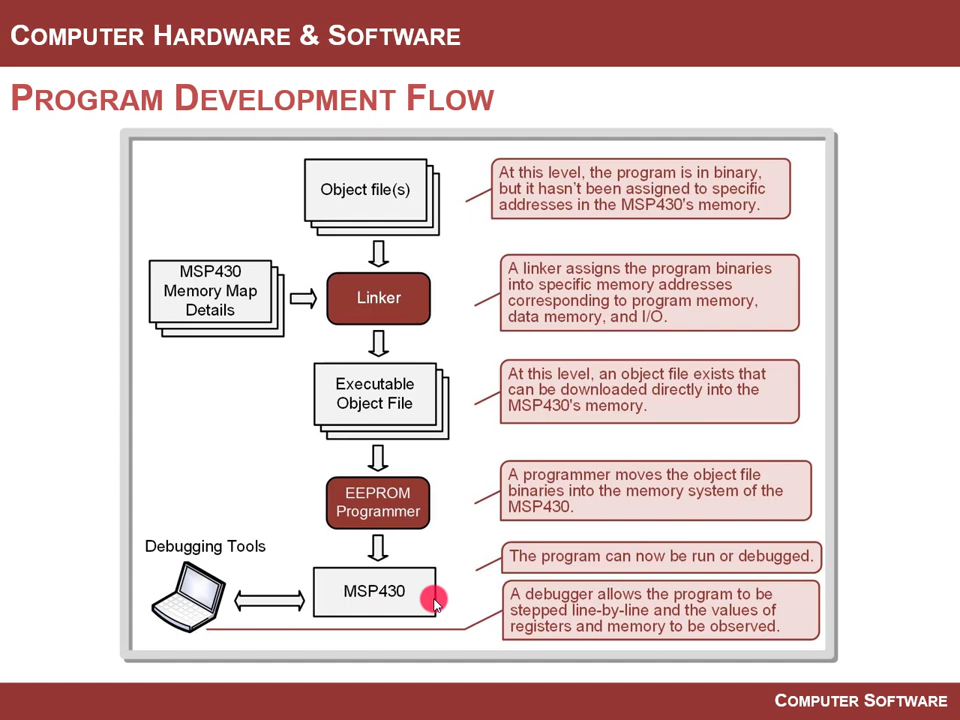 COMPUTER HARDWARE & SOFTWARE
PROGRAM DEVELOPMENT FLOW
Object file(s)
At this level, the program is in binary,
but it hasn't been assigned to specific
addresses in the MSP430's memory.
MSP430
Memory Map
Details
Linker
A linker assigns the program binaries
into specific memory addresses
corresponding to program memory,
data memory, and I/O.
Executable
Object File
At this level, an object file exists that
can be downloaded directly into the
MSP430's memory.
EEPROM
Programmer
A programmer moves the object file
binaries into the memory system of the
MSP430.
Debugging Tools
MSP430
The program can now be run or debugged.
A debugger allows the program to be
stepped line-by-line and the values of
registers and memory to be observed.
COMPUTER SOFTWARE